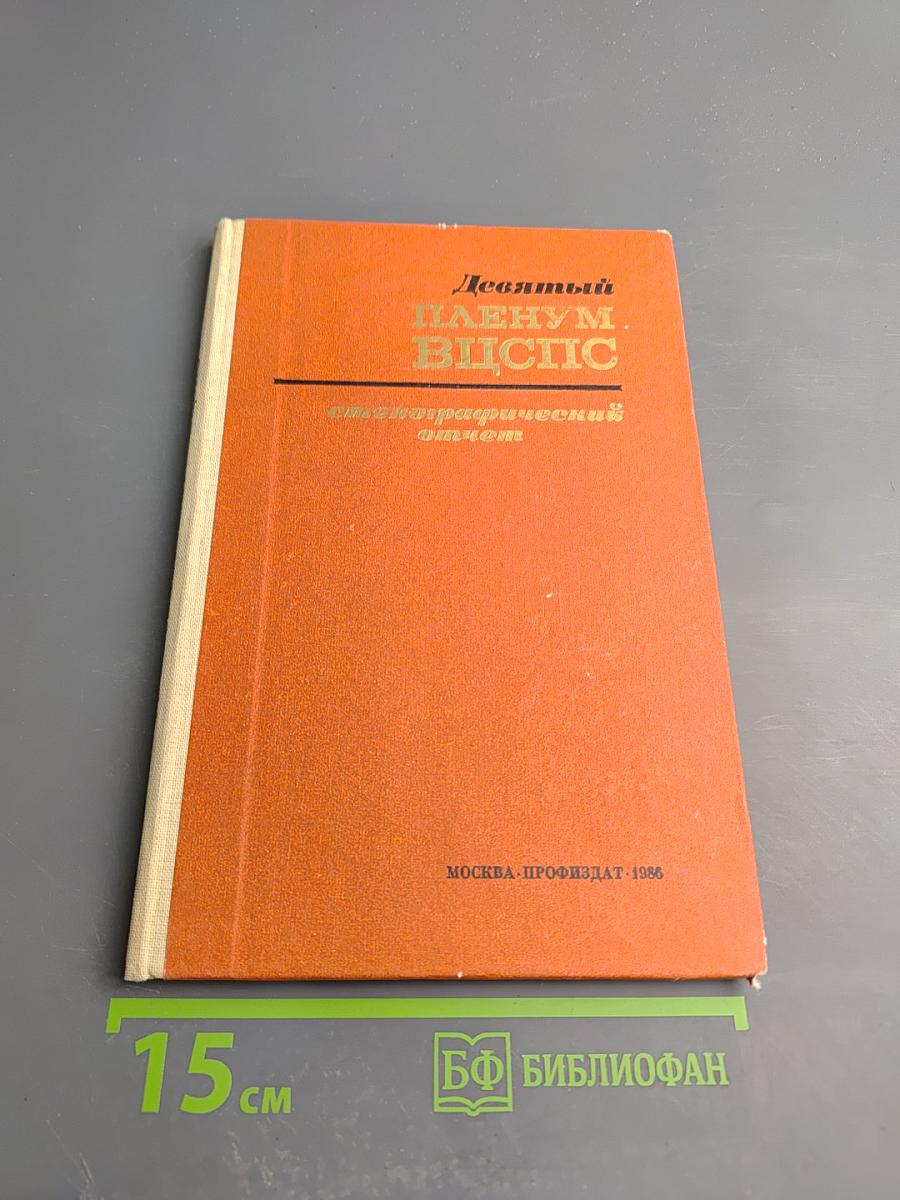 Девятый
ПЛЕНУМ
ВЦСПС
стенографический
отчет
МОСКВА·ПРОФИЗДАТ·1986
15 см
БФ БИБЛИОФАН